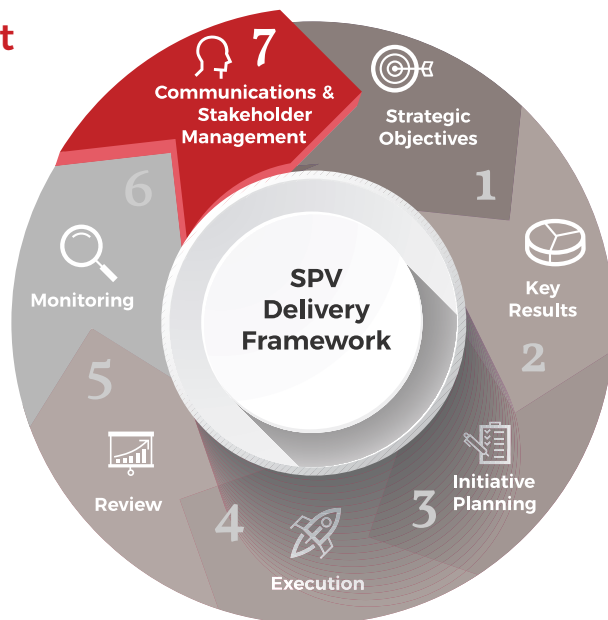 t
7
Communications &
Stakeholder
Management
Strategic
Objectives
1
Key
Results
2
Initiative
Planning
3
Execution
4
Review
5
Monitoring
6
SPV
Delivery
Framework